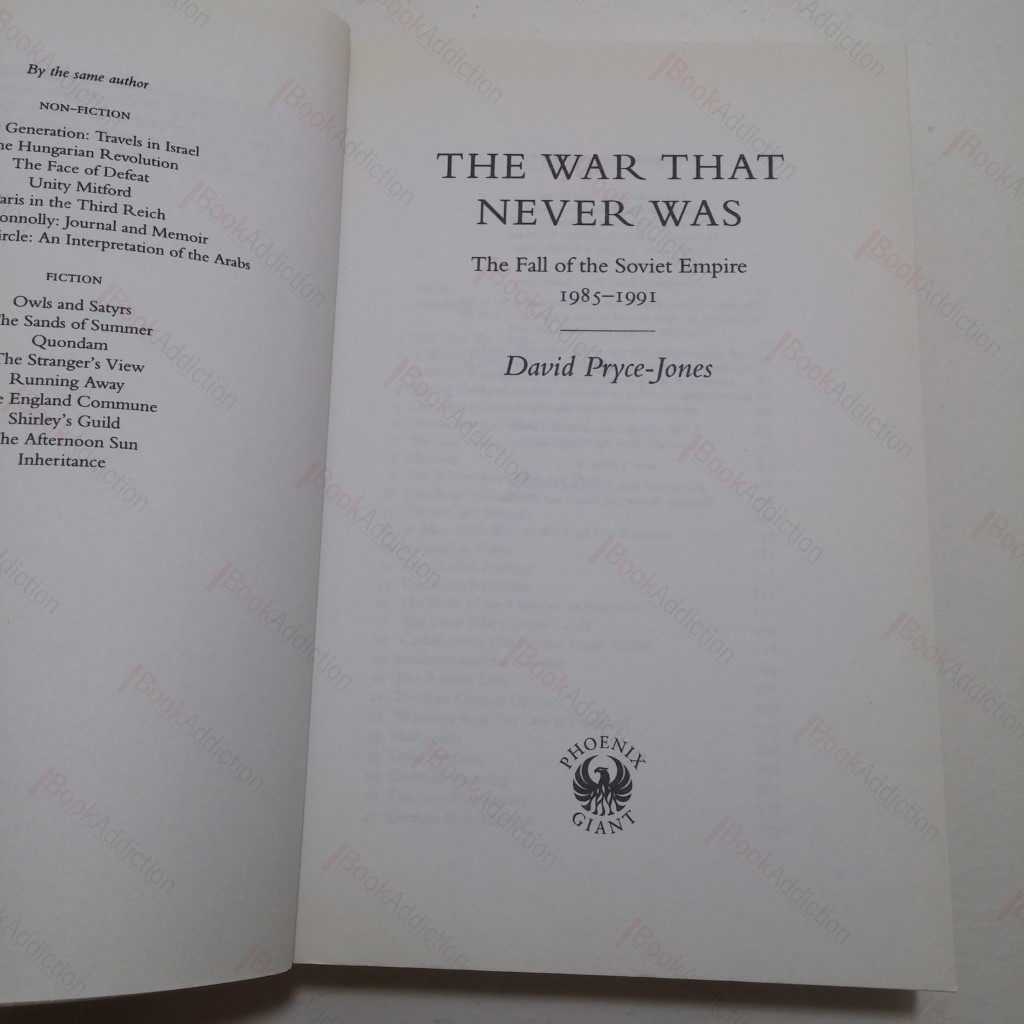 By the same author
NON-FICTION
Generation: Travels in Israel
he Hungarian Revolution
The Face of Defeat
Unity Mitford
aris in the Third Reich
onnolly: Journal and Memoir
ircle: An Interpretation of the Arabs
FICTION
Owls and Satyrs
he Sands of Summer
Quondam
The Stranger's View
Running Away
e England Commune
Shirley's Guild
he Afternoon Sun
Inheritance
THE WAR THAT
NEVER WAS
The Fall of the Soviet Empire
1985–1991
David Pryce-Jones
PHOENIX
GIANT
BookAddiction